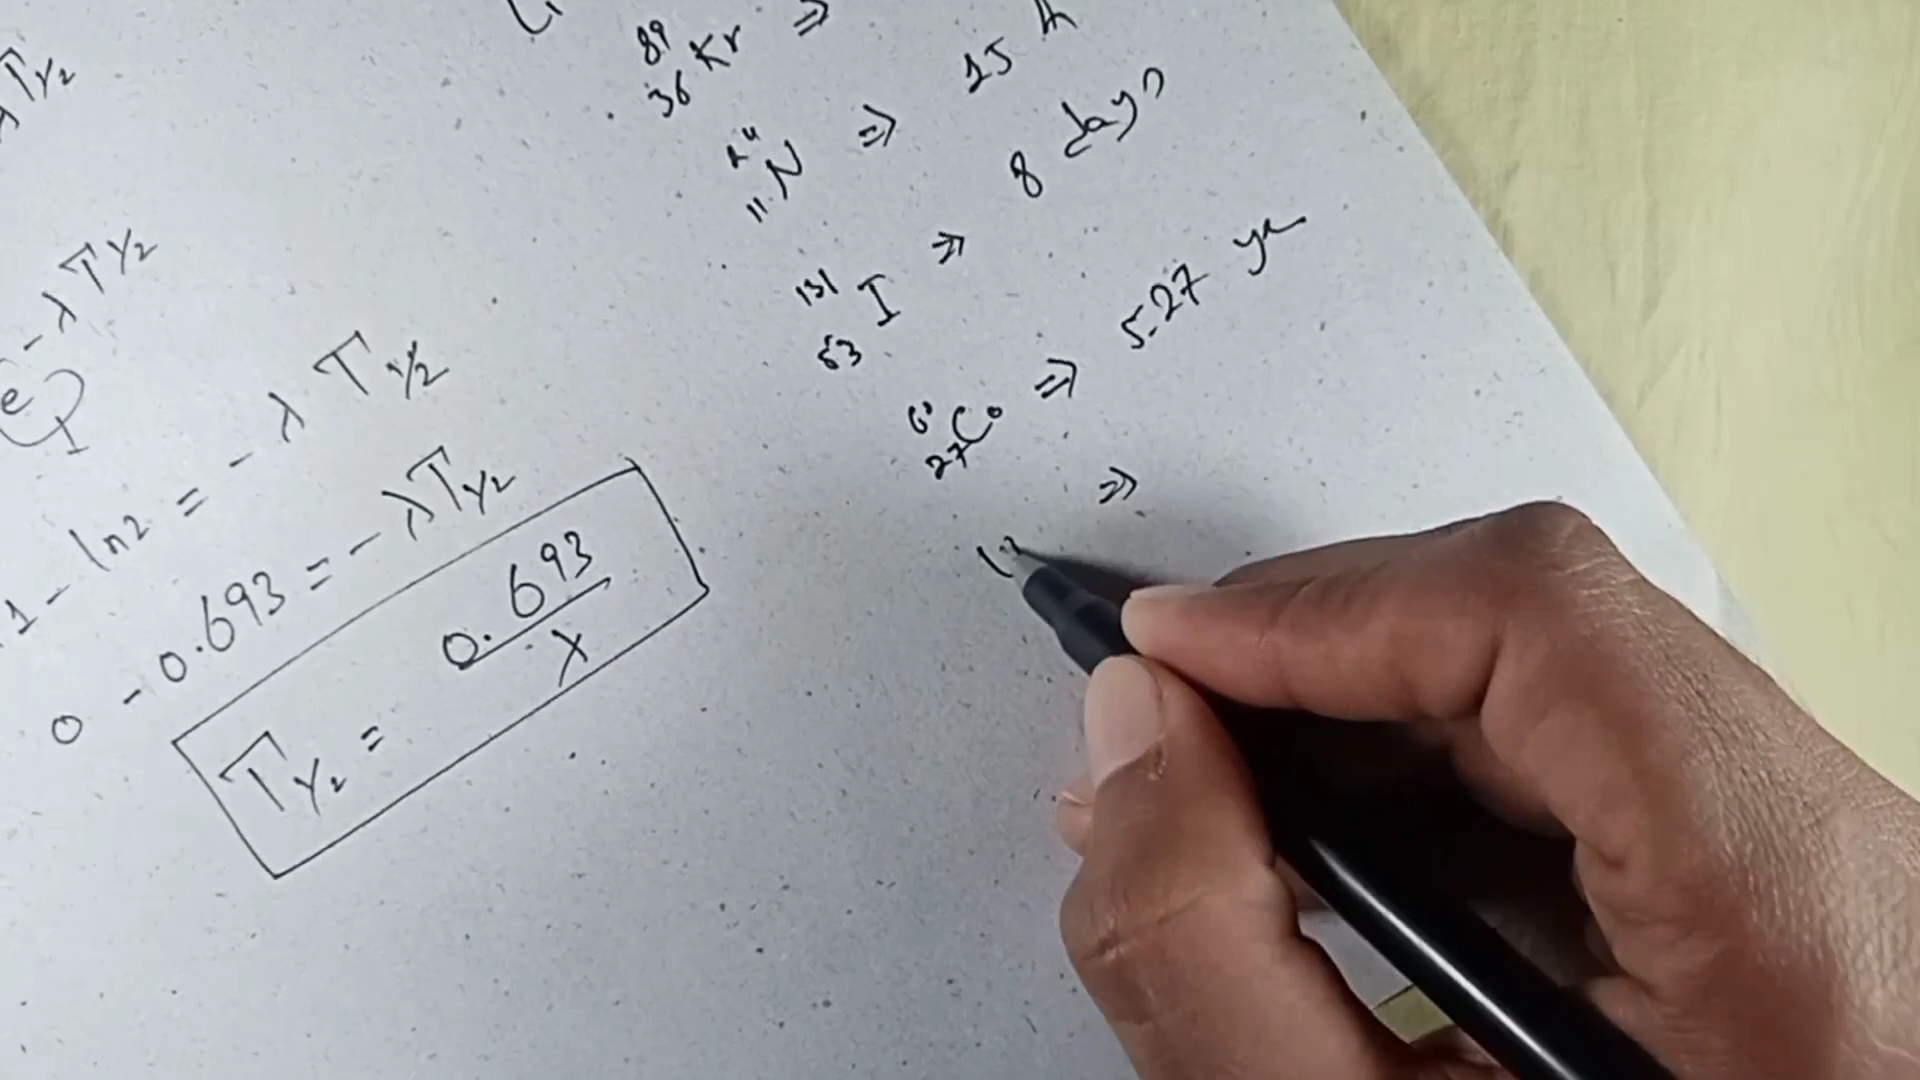 λT½
e - λT½
1 - ln2 = - λ T½
0 - 0.693 = - λT½
T½ = 0.693 / λ
89 36 Kr ⇒
24 11 N ⇒ 15 h
131 53 I ⇒ 8 days
60 27 Co ⇒ 5.27 ye
⇒